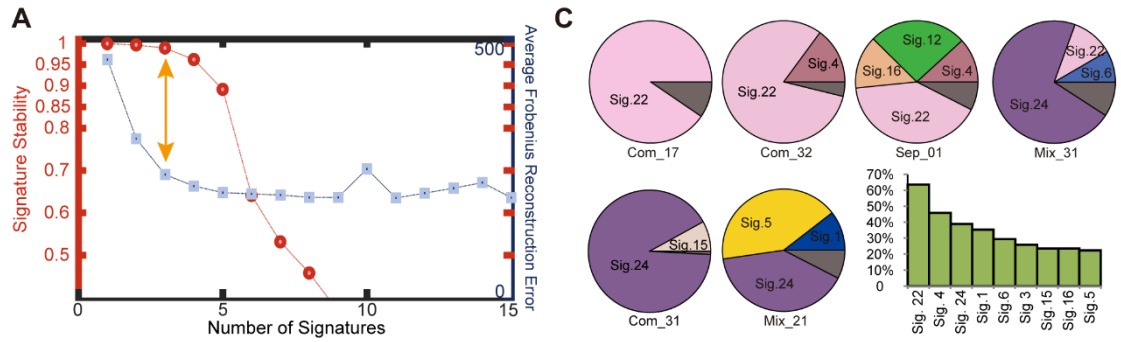 A
C
1
0.95
0.9
0.85
0.8
0.7
0.6
0.5
Signature Stability
500
0
Average Frobenius Reconstruction Error
0
5
10
15
Number of Signatures
Sig.22
Com_17
Sig.4
Sig.22
Com_32
Sig.12
Sig.16
Sig.4
Sig.22
Sep_01
Sig.22
Sig.6
Sig.24
Mix_31
Sig.15
Sig.24
Com_31
Sig.5
Sig.1
Sig.24
Mix_21
70%
60%
50%
40%
30%
20%
10%
0
Sig. 22
Sig. 4
Sig. 24
Sig.1
Sig.6
Sig 3
Sig.15
Sig.16
Sig.5